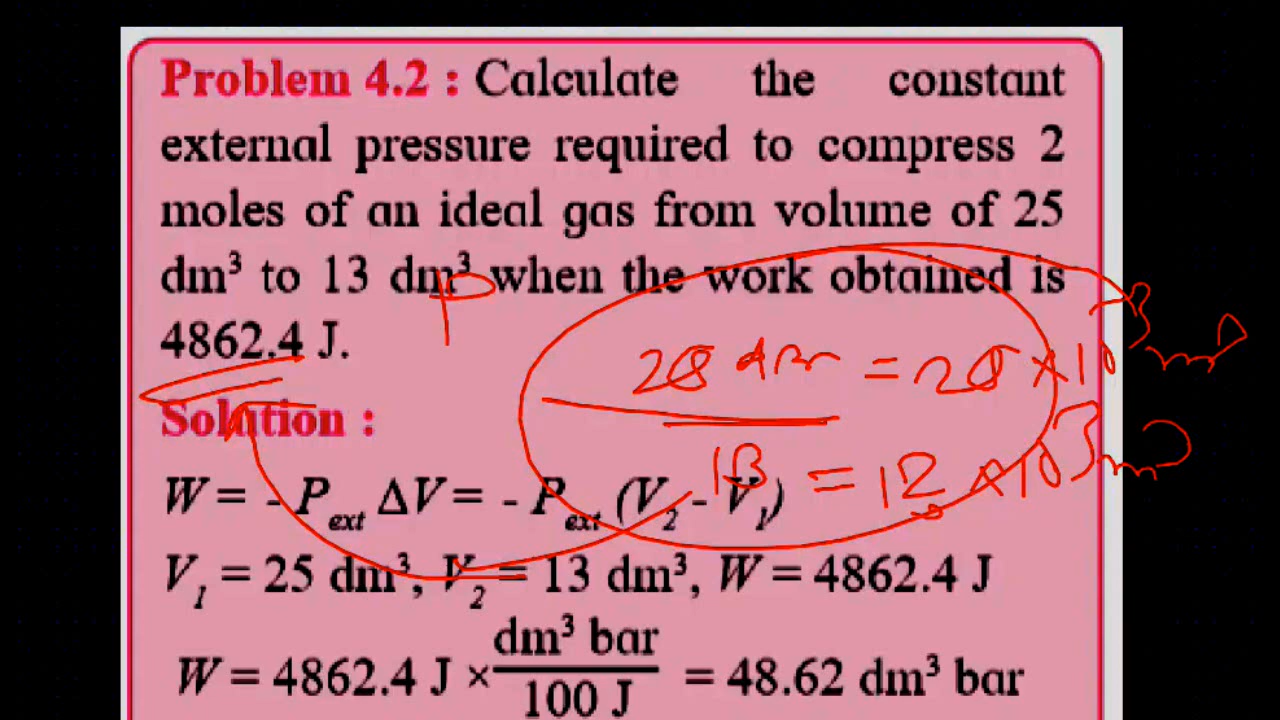 Problem 4.2 : Calculate the constant
external pressure required to compress 2
moles of an ideal gas from volume of 25
dm³ to 13 dm³ when the work obtained is
4862.4 J.
P
Solution :
W = - P_ext ΔV = - P_ext (V₂ - V₁)
V₁ = 25 dm³, V₂ = 13 dm³, W = 4862.4 J
W = 4862.4 J × dm³ bar / 100 J = 48.62 dm³ bar